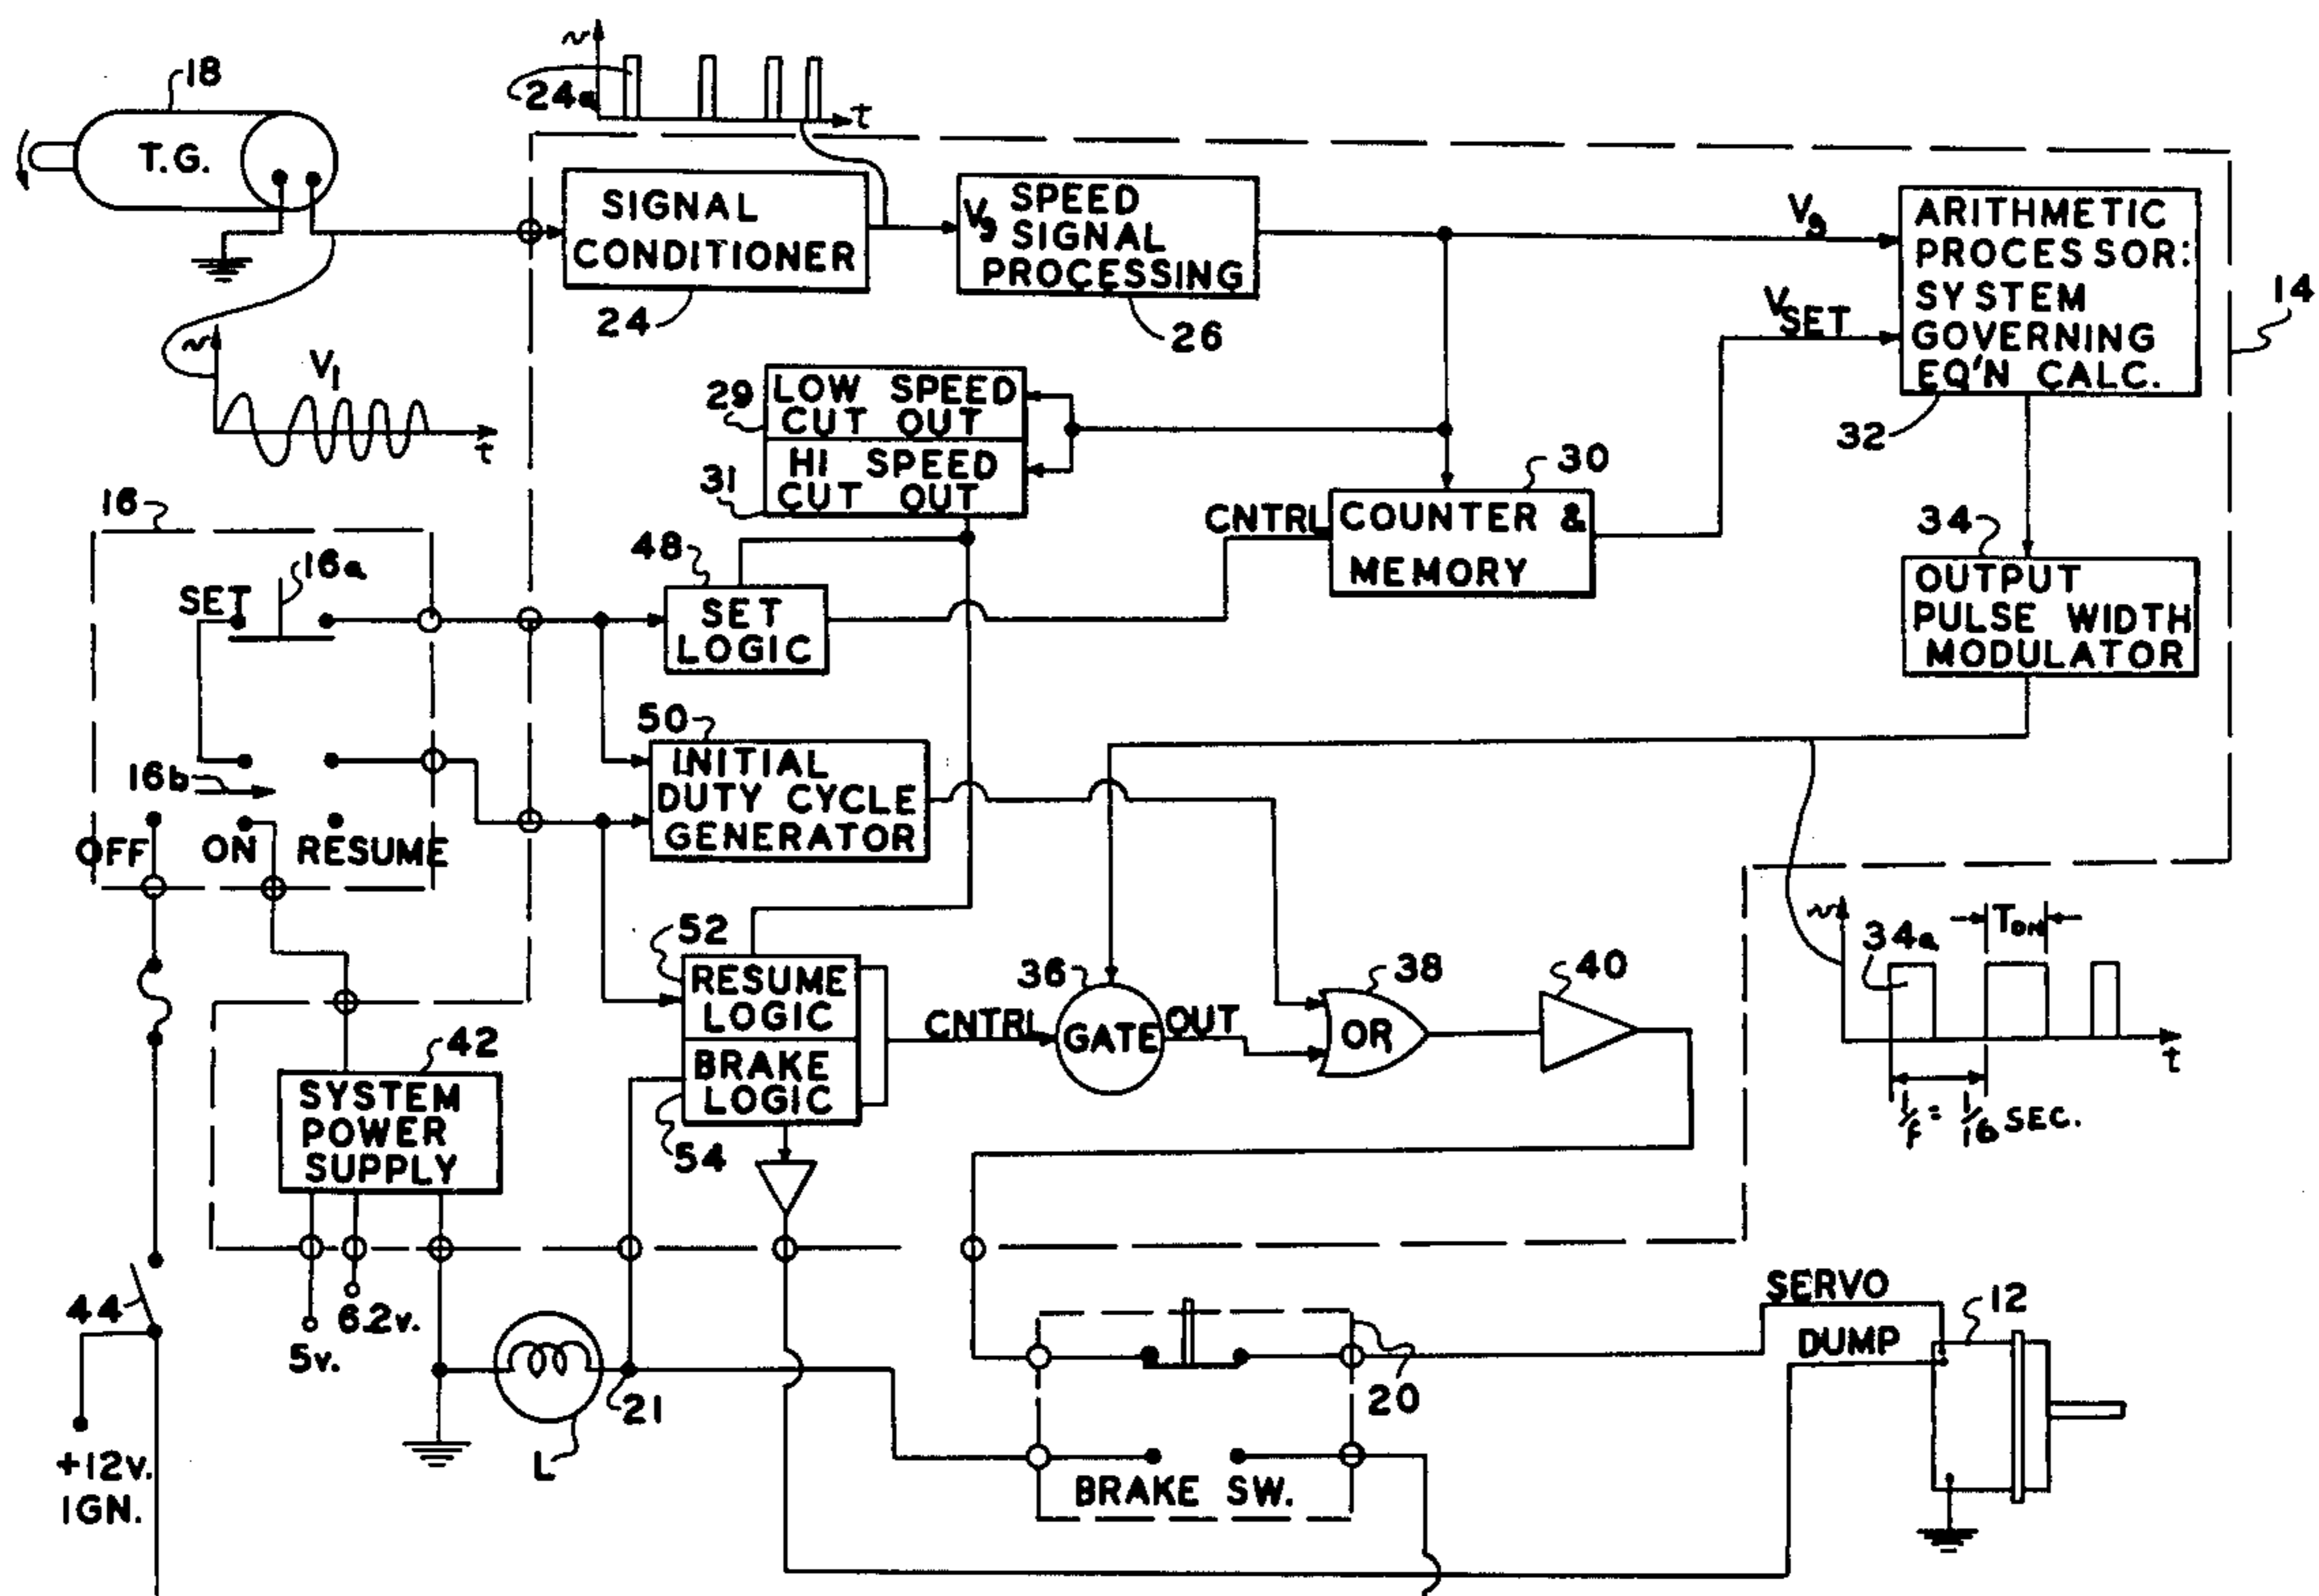 18
T.G.
24a
t
SIGNAL
CONDITIONER
24
V9
SPEED
SIGNAL
PROCESSING
26
V9
VSET
ARITHMETIC
PROCESSOR:
SYSTEM
GOVERNING
EQ'N CALC.
32
14
V1
t
29
LOW SPEED
CUT OUT
31
HI SPEED
CUT OUT
CNTRL
30
COUNTER &
MEMORY
34
OUTPUT
PULSE WIDTH
MODULATOR
16
SET
16a
16b
OFF
ON
RESUME
48
SET
LOGIC
50
INITIAL
DUTY CYCLE
GENERATOR
52
RESUME
LOGIC
BRAKE
LOGIC
54
CNTRL
36
GATE
OUT
38
OR
40
34a
TON
t
1/f = 1/16 SEC.
42
SYSTEM
POWER
SUPPLY
44
5v.
6.2v.
+12v.
IGN.
L
21
20
BRAKE SW.
SERVO
DUMP
12